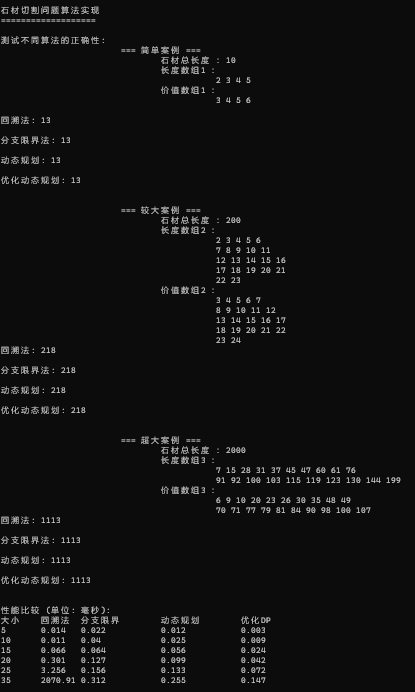 石材切割问题算法实现
===================
测试不同算法的正确性：
=== 简单案例 ===
石材总长度 : 10
长度数组1 :
2 3 4 5
价值数组1 :
3 4 5 6
回溯法: 13
分支限界法: 13
动态规划: 13
优化动态规划: 13
=== 较大案例 ===
石材总长度 : 200
长度数组2 :
2 3 4 5 6
7 8 9 10 11
12 13 14 15 16
17 18 19 20 21
22 23
价值数组2 :
3 4 5 6 7
8 9 10 11 12
13 14 15 16 17
18 19 20 21 22
23 24
回溯法: 218
分支限界法: 218
动态规划: 218
优化动态规划: 218
=== 超大案例 ===
石材总长度 : 2000
长度数组3 :
7 15 28 31 37 45 47 60 61 76
91 92 100 103 115 119 123 130 144 199
价值数组3 :
6 9 10 20 23 26 30 35 48 49
70 71 77 79 81 84 90 98 100 107
回溯法: 1113
分支限界法: 1113
动态规划: 1113
优化动态规划: 1113
性能比较 (单位: 毫秒):
大小 回溯法 分支限界 动态规划 优化DP
5 0.014 0.022 0.012 0.003
10 0.011 0.04 0.025 0.009
15 0.066 0.064 0.056 0.024
20 0.301 0.127 0.099 0.042
25 3.256 0.156 0.133 0.072
35 2070.91 0.312 0.255 0.147